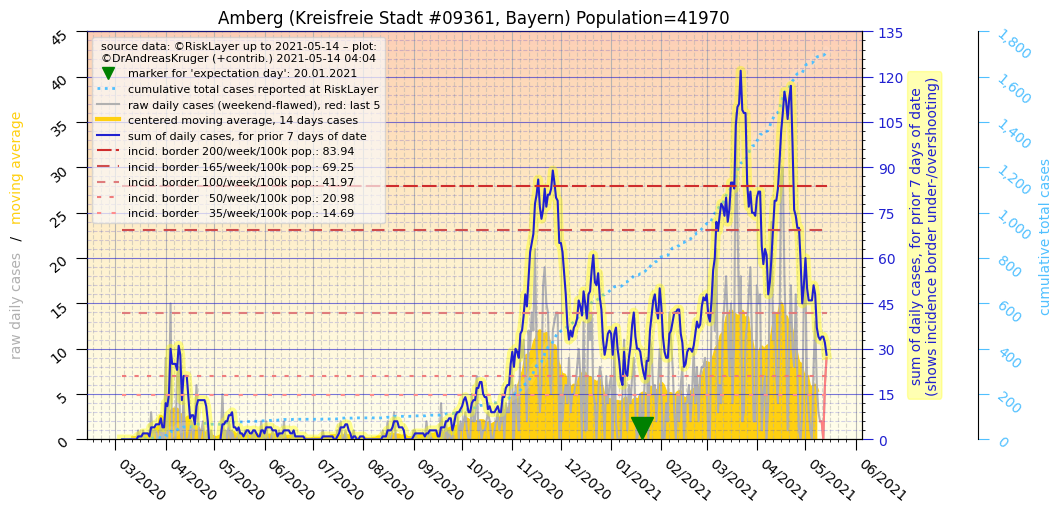 Amberg (Kreisfreie Stadt #09361, Bayern) Population=41970
source data: ©RiskLayer up to 2021-05-14 – plot:
©DrAndreasKruger (+contrib.) 2021-05-14 04:04
marker for 'expectation day': 20.01.2021
cumulative total cases reported at RiskLayer
raw daily cases (weekend-flawed), red: last 5
centered moving average, 14 days cases
sum of daily cases, for prior 7 days of date
incid. border 200/week/100k pop.: 83.94
incid. border 165/week/100k pop.: 69.25
incid. border 100/week/100k pop.: 41.97
incid. border   50/week/100k pop.: 20.98
incid. border   35/week/100k pop.: 14.69
raw daily cases  /  moving average
45
40
35
30
25
20
15
10
5
0
03/2020
04/2020
05/2020
06/2020
07/2020
08/2020
09/2020
10/2020
11/2020
12/2020
01/2021
02/2021
03/2021
04/2021
05/2021
06/2021
135
120
105
90
75
60
45
30
15
0
sum of daily cases, for prior 7 days of date
(shows incidence border under-/overshooting)
1,800
1,600
1,400
1,200
1,000
800
600
400
200
0
cumulative total cases